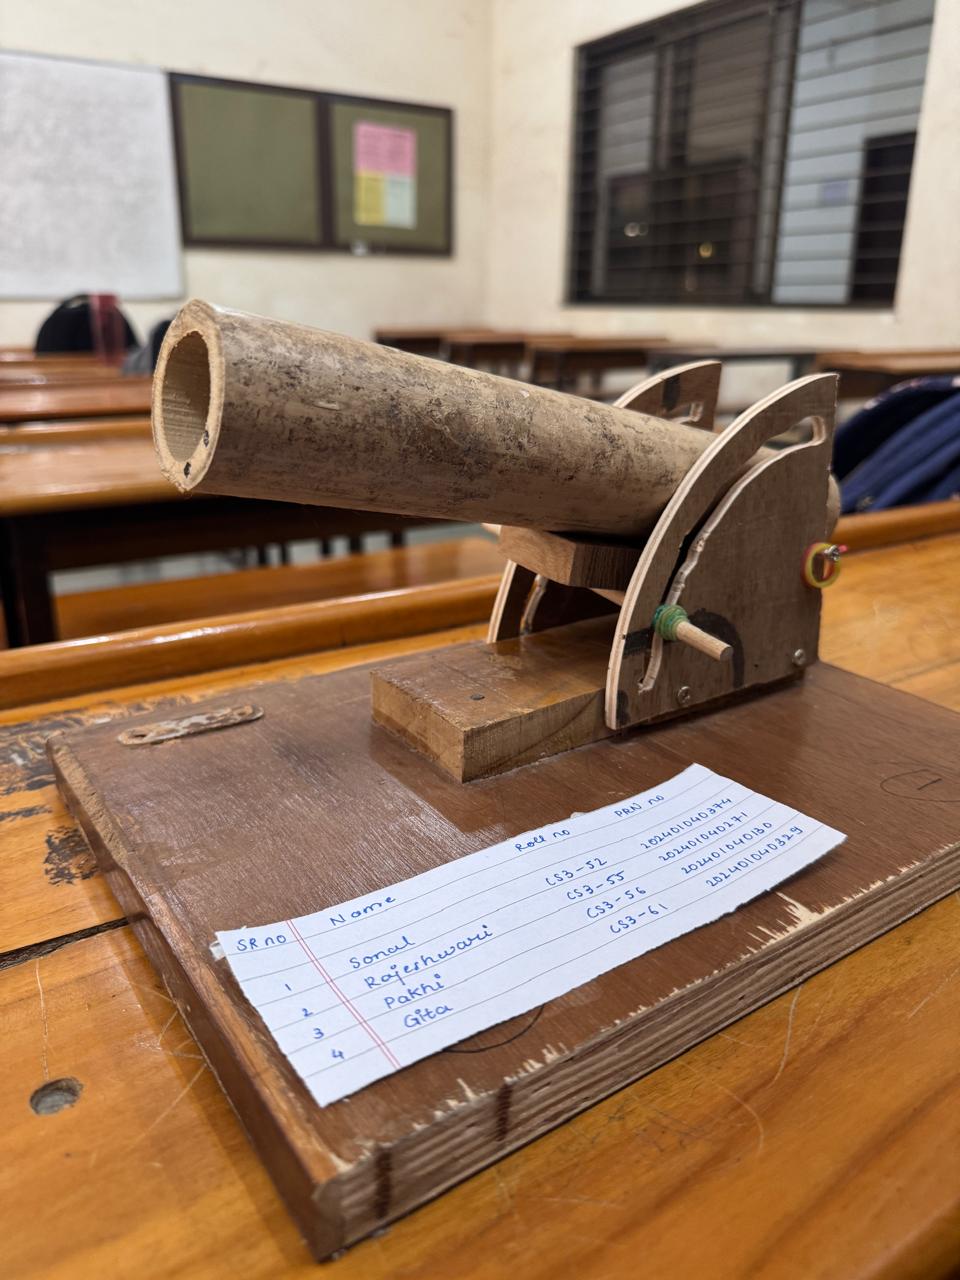 SR no Name Roll no PRN no
1 Sonal CS3-52 202401040374
2 Rajeshwari CS3-55 202401040271
3 Pakhi CS3-56 202401040130
4 Gita CS3-61 202401040329